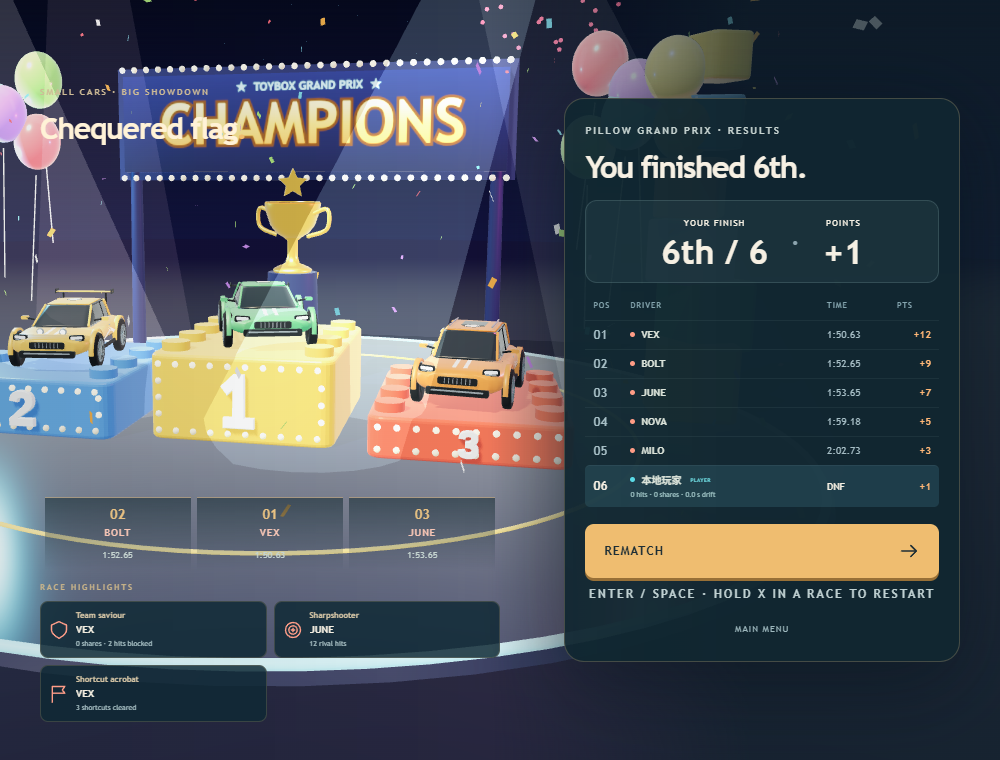 SMALL CARS · BIG SHOWDOWN
Chequered flag
★ TOYBOX GRAND PRIX ★
CHAMPIONS
2
1
3
02
BOLT
1:52.65
01
VEX
1:50.63
03
JUNE
1:53.65
RACE HIGHLIGHTS
Team saviour
VEX
0 shares · 2 hits blocked
Sharpshooter
JUNE
12 rival hits
Shortcut acrobat
VEX
3 shortcuts cleared
PILLOW GRAND PRIX · RESULTS
You finished 6th.
YOUR FINISH
6th / 6
·
POINTS
+1
POS DRIVER TIME PTS
01 VEX 1:50.63 +12
02 BOLT 1:52.65 +9
03 JUNE 1:53.65 +7
04 NOVA 1:59.18 +5
05 MILO 2:02.73 +3
06 本地玩家 PLAYER DNF +1
0 hits · 0 shares · 0.0 s drift
REMATCH →
ENTER / SPACE · HOLD X IN A RACE TO RESTART
MAIN MENU